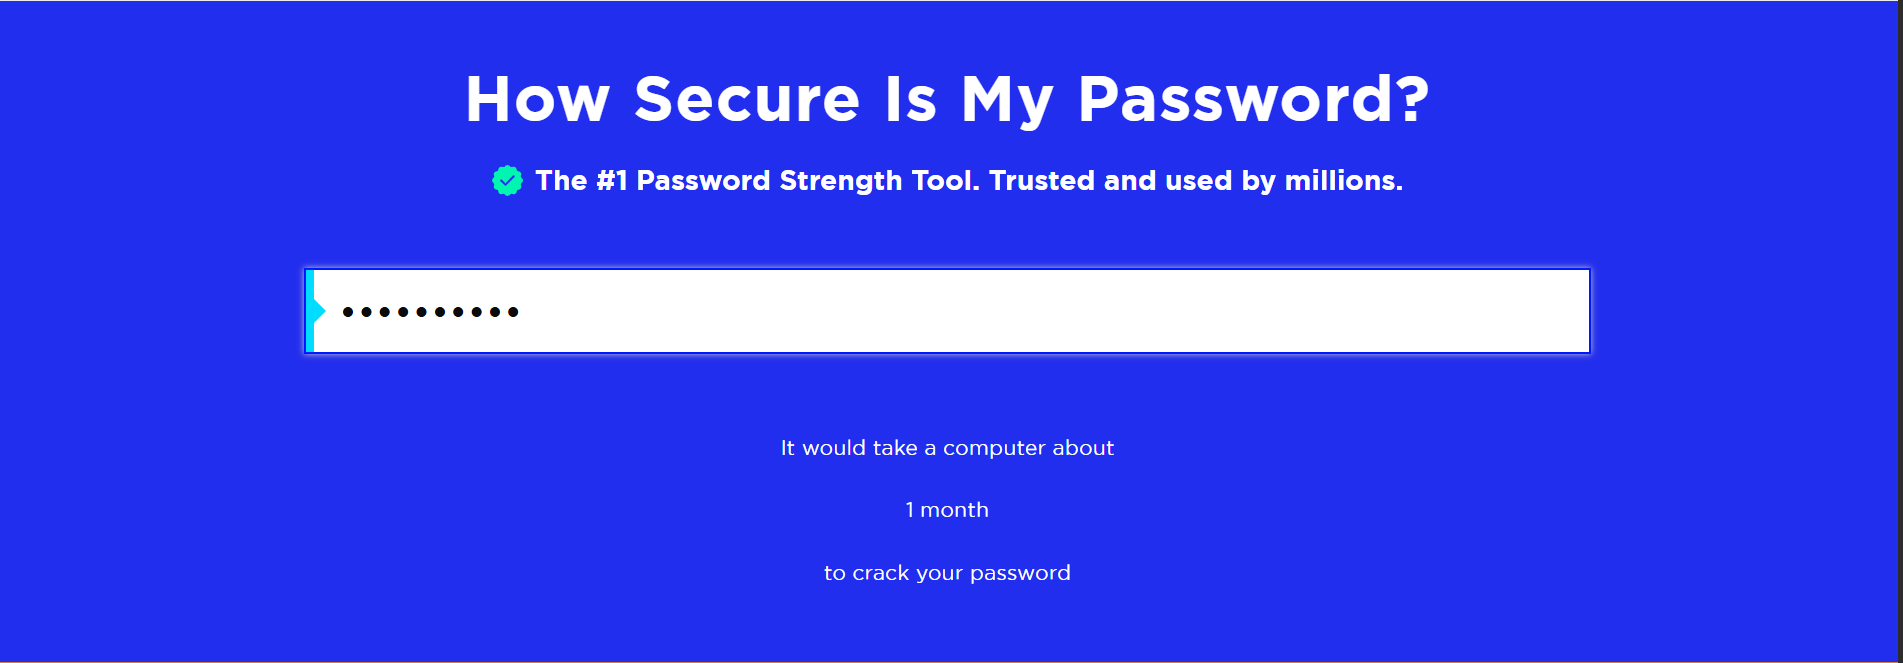 How Secure Is My Password?
The #1 Password Strength Tool. Trusted and used by millions.
••••••••••
It would take a computer about
1 month
to crack your password